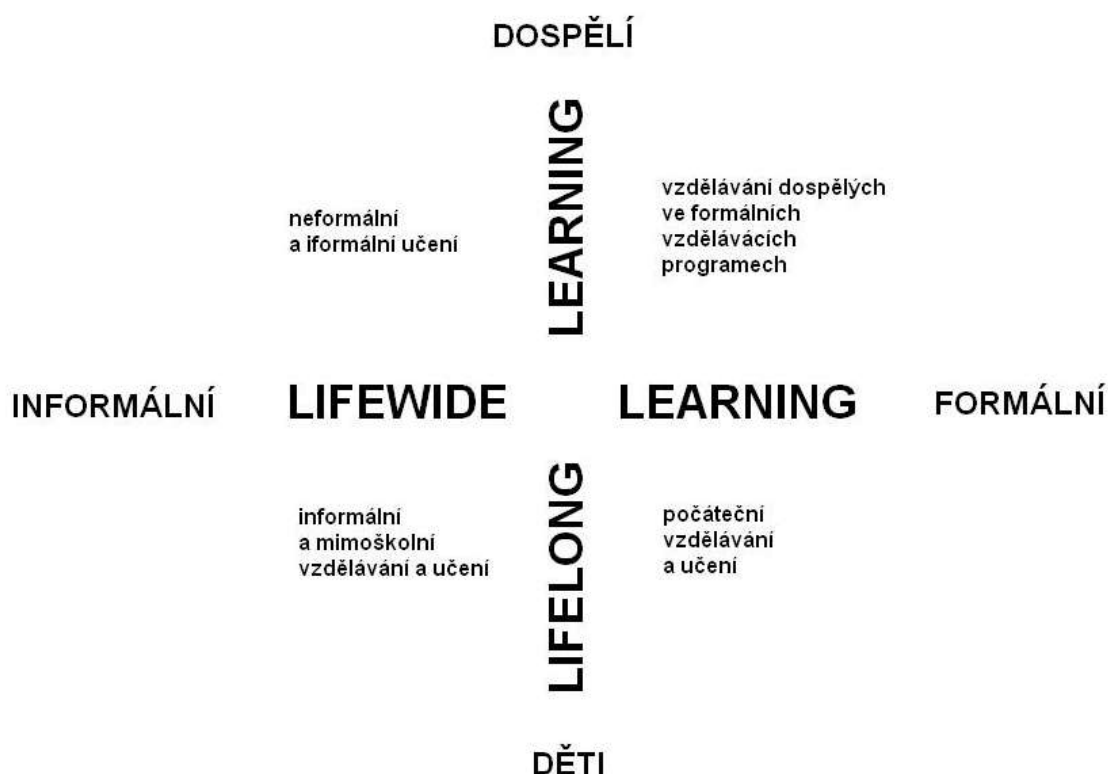 DOSPĚLÍ
LEARNING
neformální
a iformální učení
vzdělávání dospělých
ve formálních
vzdělávácích
programech
INFORMÁLNÍ LIFEWIDE LEARNING FORMÁLNÍ
LIFELONG
informální
a mimoškolní
vzdělávání a učení
počáteční
vzdělávání
a učení
DĚTI